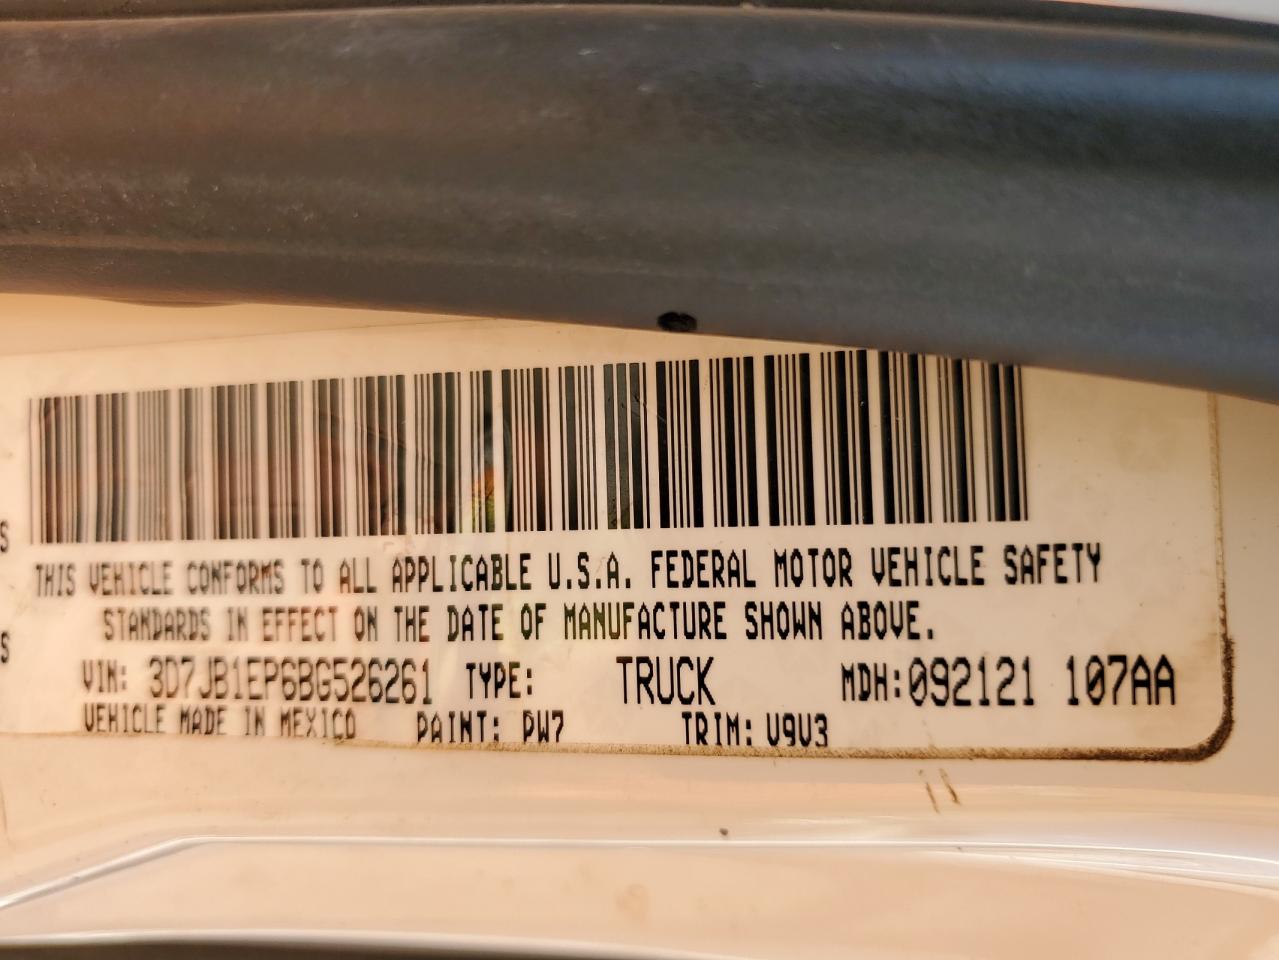 S
THIS VEHICLE CONFORMS TO ALL APPLICABLE U.S.A. FEDERAL MOTOR VEHICLE SAFETY
S
STANDARDS IN EFFECT ON THE DATE OF MANUFACTURE SHOWN ABOVE.
VIN: 3D7JB1EP6BG526261 TYPE: TRUCK MDH:092121 107AA
VEHICLE MADE IN MEXICO PAINT: PW7 TRIM: V9V3